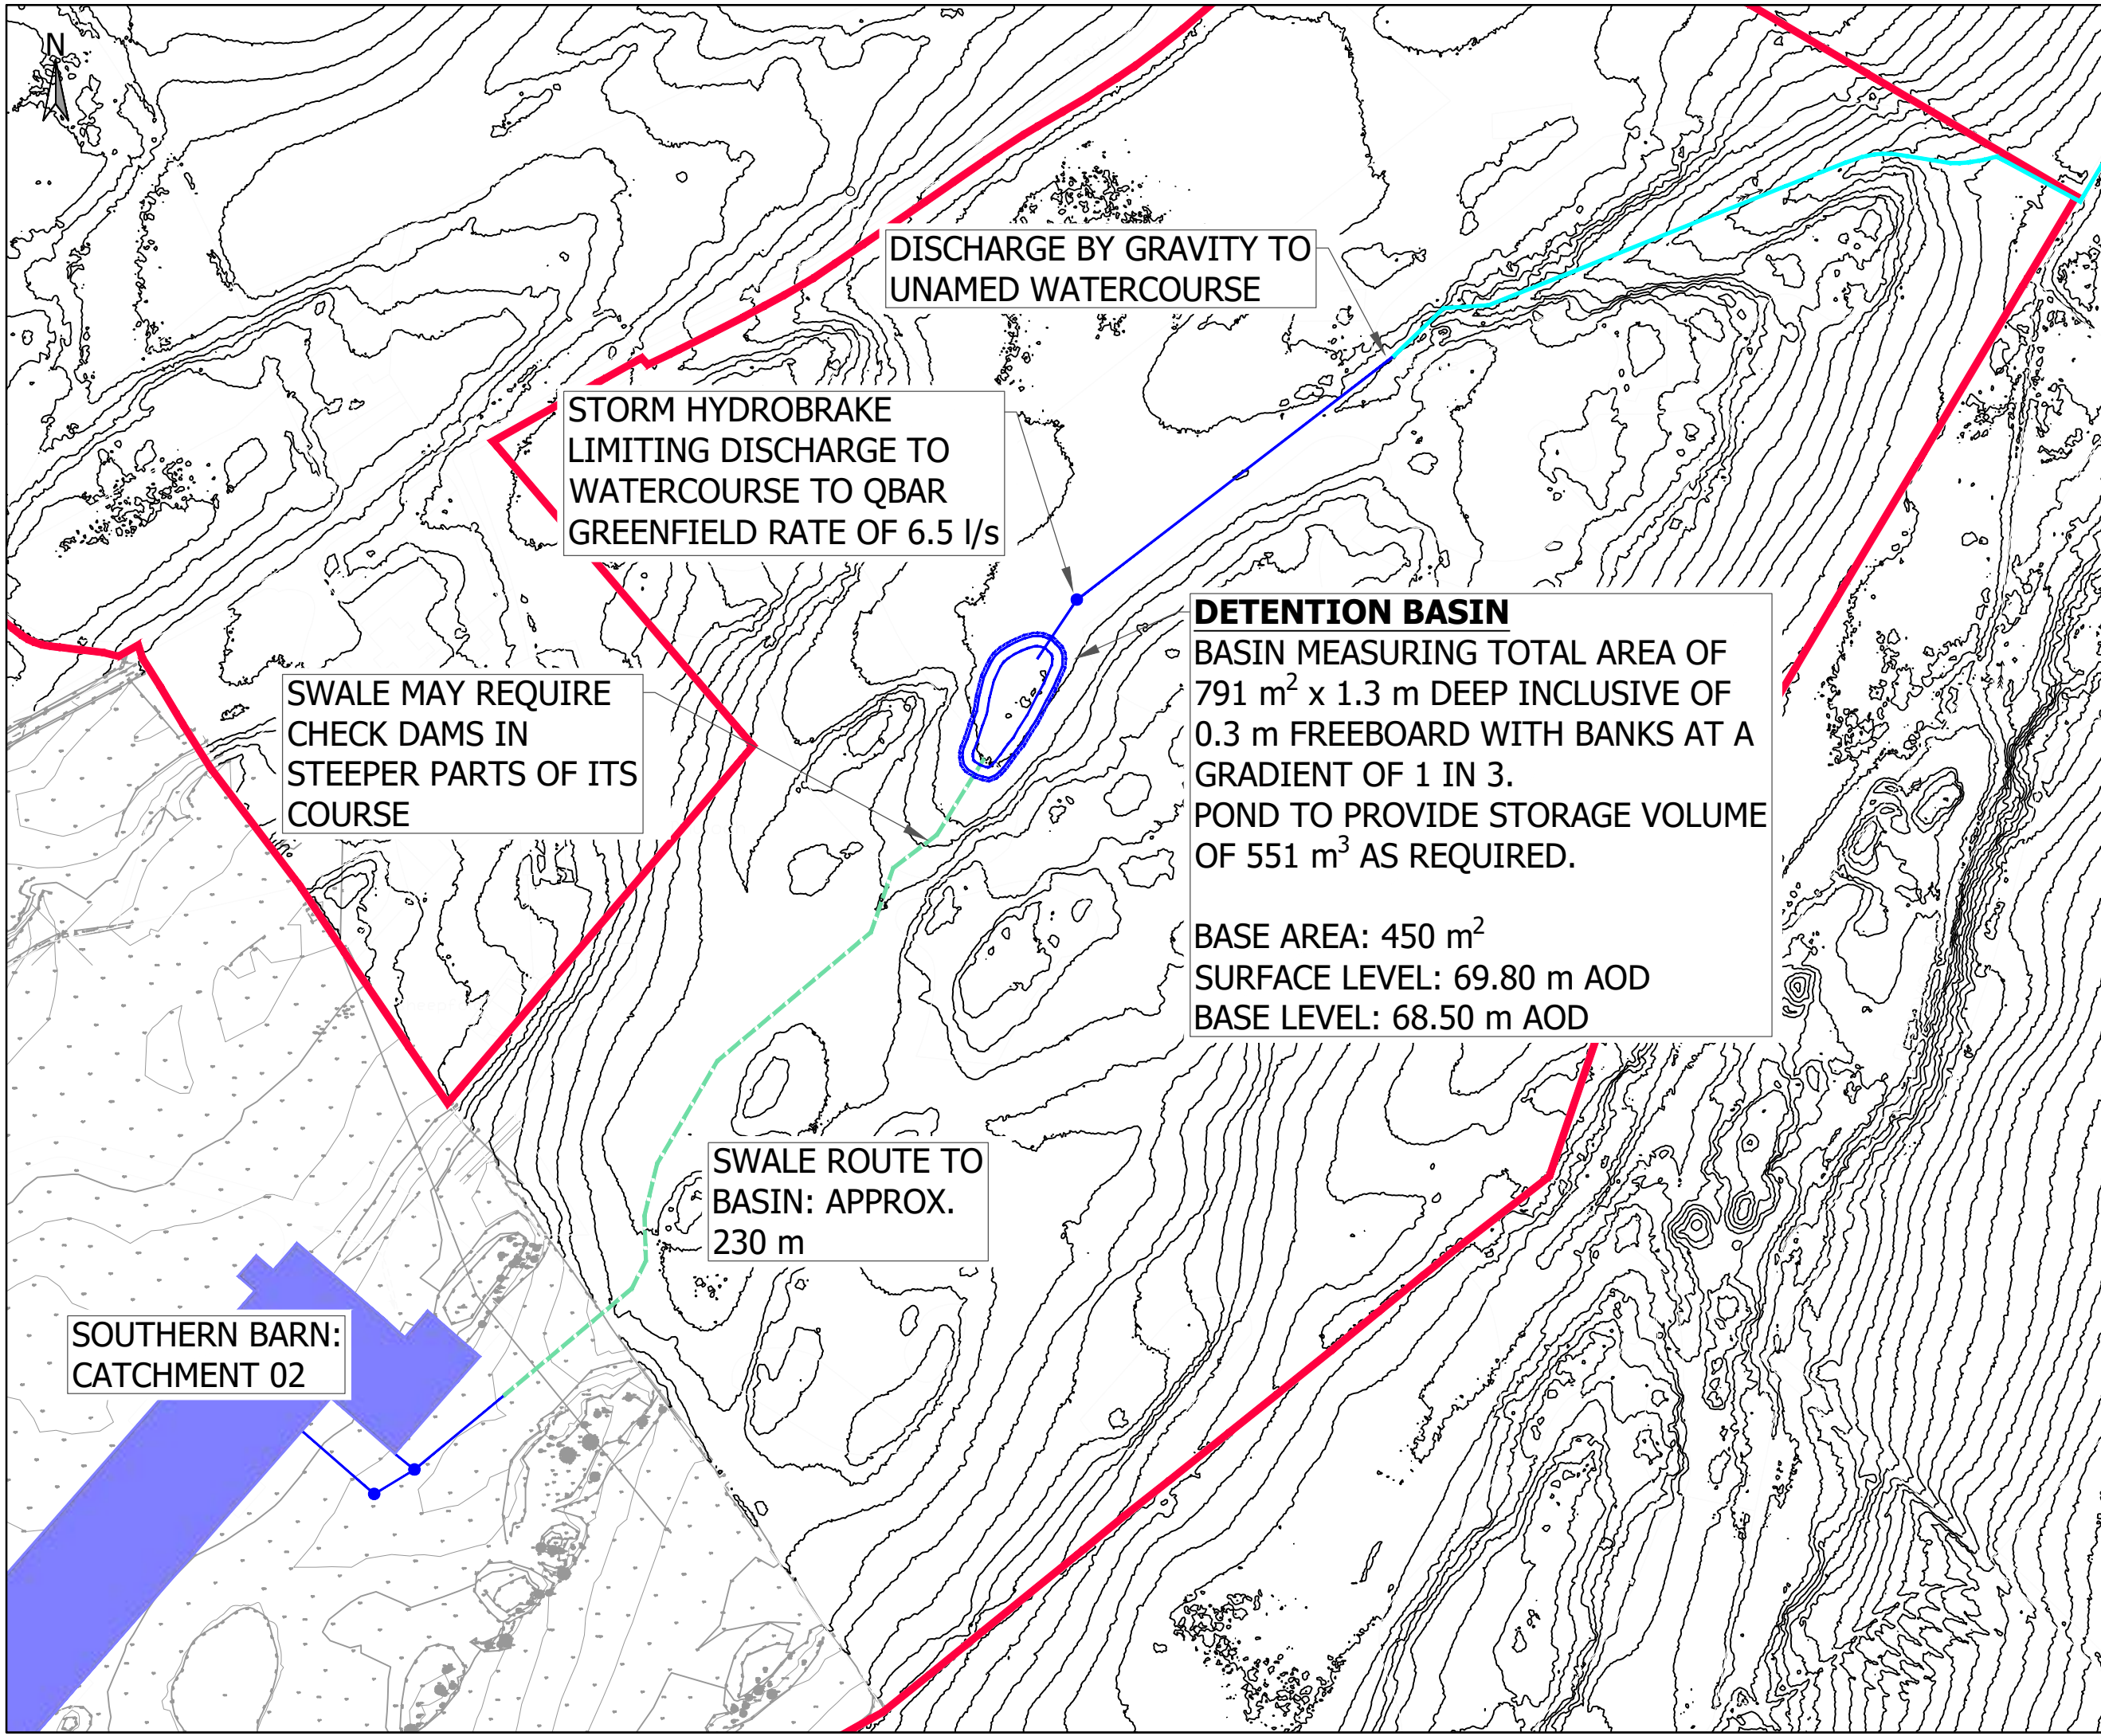 N
DISCHARGE BY GRAVITY TO
UNAMED WATERCOURSE
STORM HYDROBRAKE
LIMITING DISCHARGE TO
WATERCOURSE TO QBAR
GREENFIELD RATE OF 6.5 l/s
DETENTION BASIN
BASIN MEASURING TOTAL AREA OF
791 m² x 1.3 m DEEP INCLUSIVE OF
0.3 m FREEBOARD WITH BANKS AT A
GRADIENT OF 1 IN 3.
POND TO PROVIDE STORAGE VOLUME
OF 551 m³ AS REQUIRED.
BASE AREA: 450 m²
SURFACE LEVEL: 69.80 m AOD
BASE LEVEL: 68.50 m AOD
SWALE MAY REQUIRE
CHECK DAMS IN
STEEPER PARTS OF ITS
COURSE
SWALE ROUTE TO
BASIN: APPROX.
230 m
SOUTHERN BARN:
CATCHMENT 02